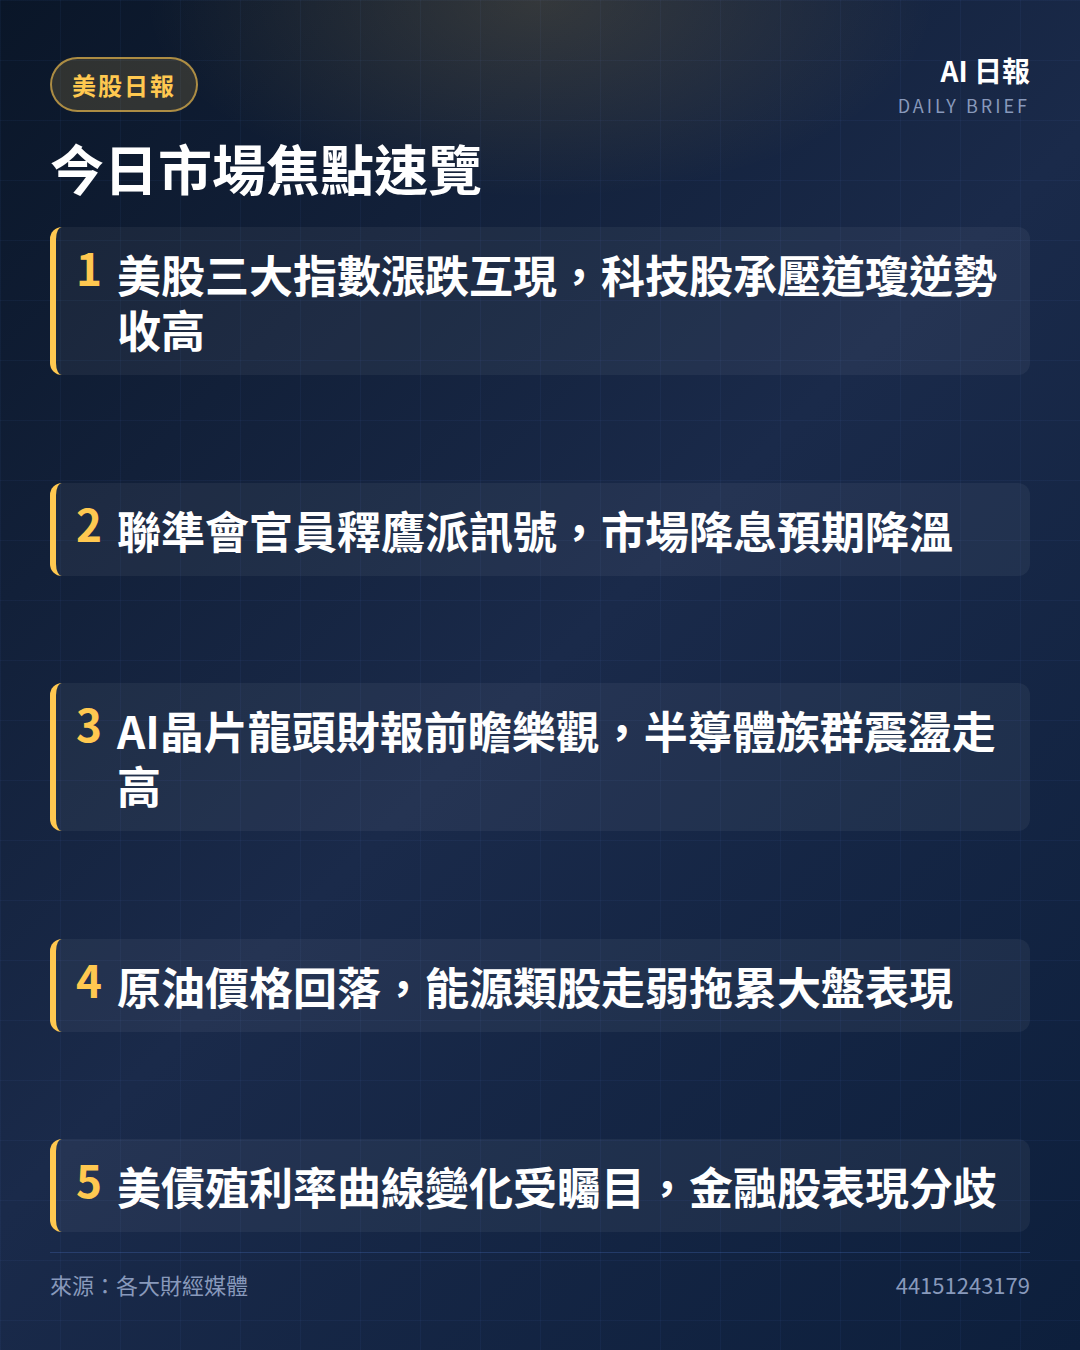 美股日報
AI 日報
DAILY BRIEF
今日市場焦點速覽
1 美股三大指數漲跌互現，科技股承壓道瓊逆勢
收高
2 聯準會官員釋鷹派訊號，市場降息預期降溫
3 AI晶片龍頭財報前瞻樂觀，半導體族群震盪走
高
4 原油價格回落，能源類股走弱拖累大盤表現
5 美債殖利率曲線變化受矚目，金融股表現分歧
來源：各大財經媒體
44151243179